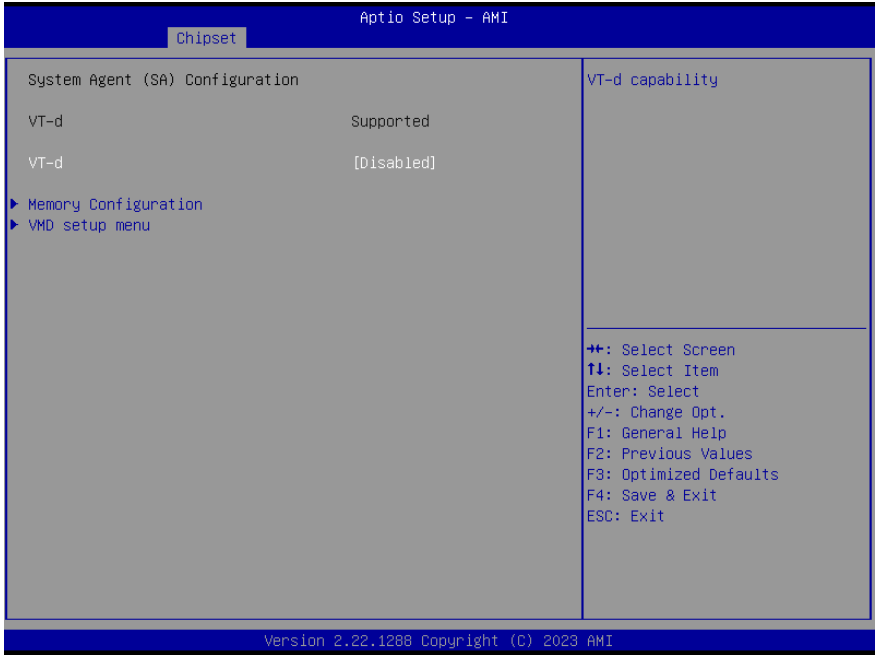 Aptio Setup – AMI
Chipset
System Agent (SA) Configuration
VT-d Supported
VT-d [Disabled]
Memory Configuration
VMD setup menu
VT-d capability
→←: Select Screen
↑↓: Select Item
Enter: Select
+/-: Change Opt.
F1: General Help
F2: Previous Values
F3: Optimized Defaults
F4: Save & Exit
ESC: Exit
Version 2.22.1288 Copyright (C) 2023 AMI